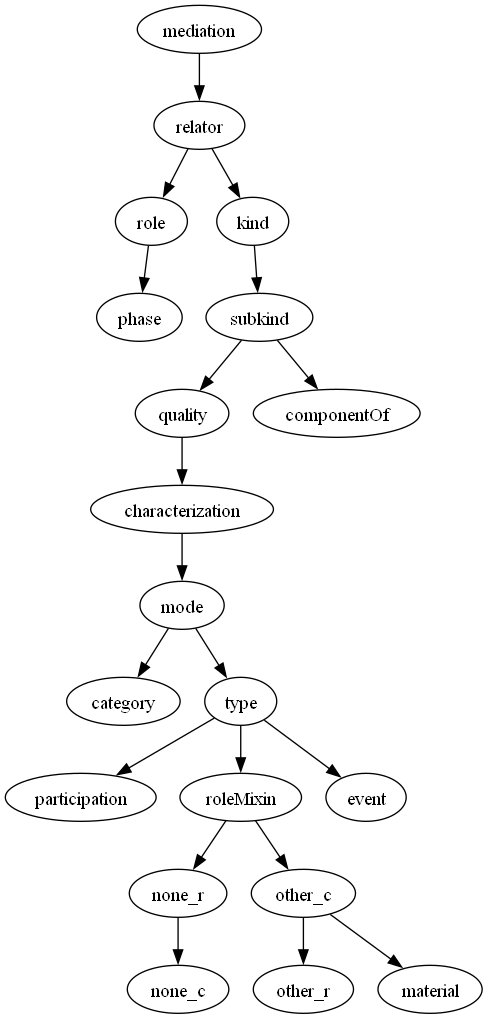 mediation
relator
role
kind
phase
subkind
quality
componentOf
characterization
mode
category
type
participation
roleMixin
event
none_r
other_c
none_c
other_r
material